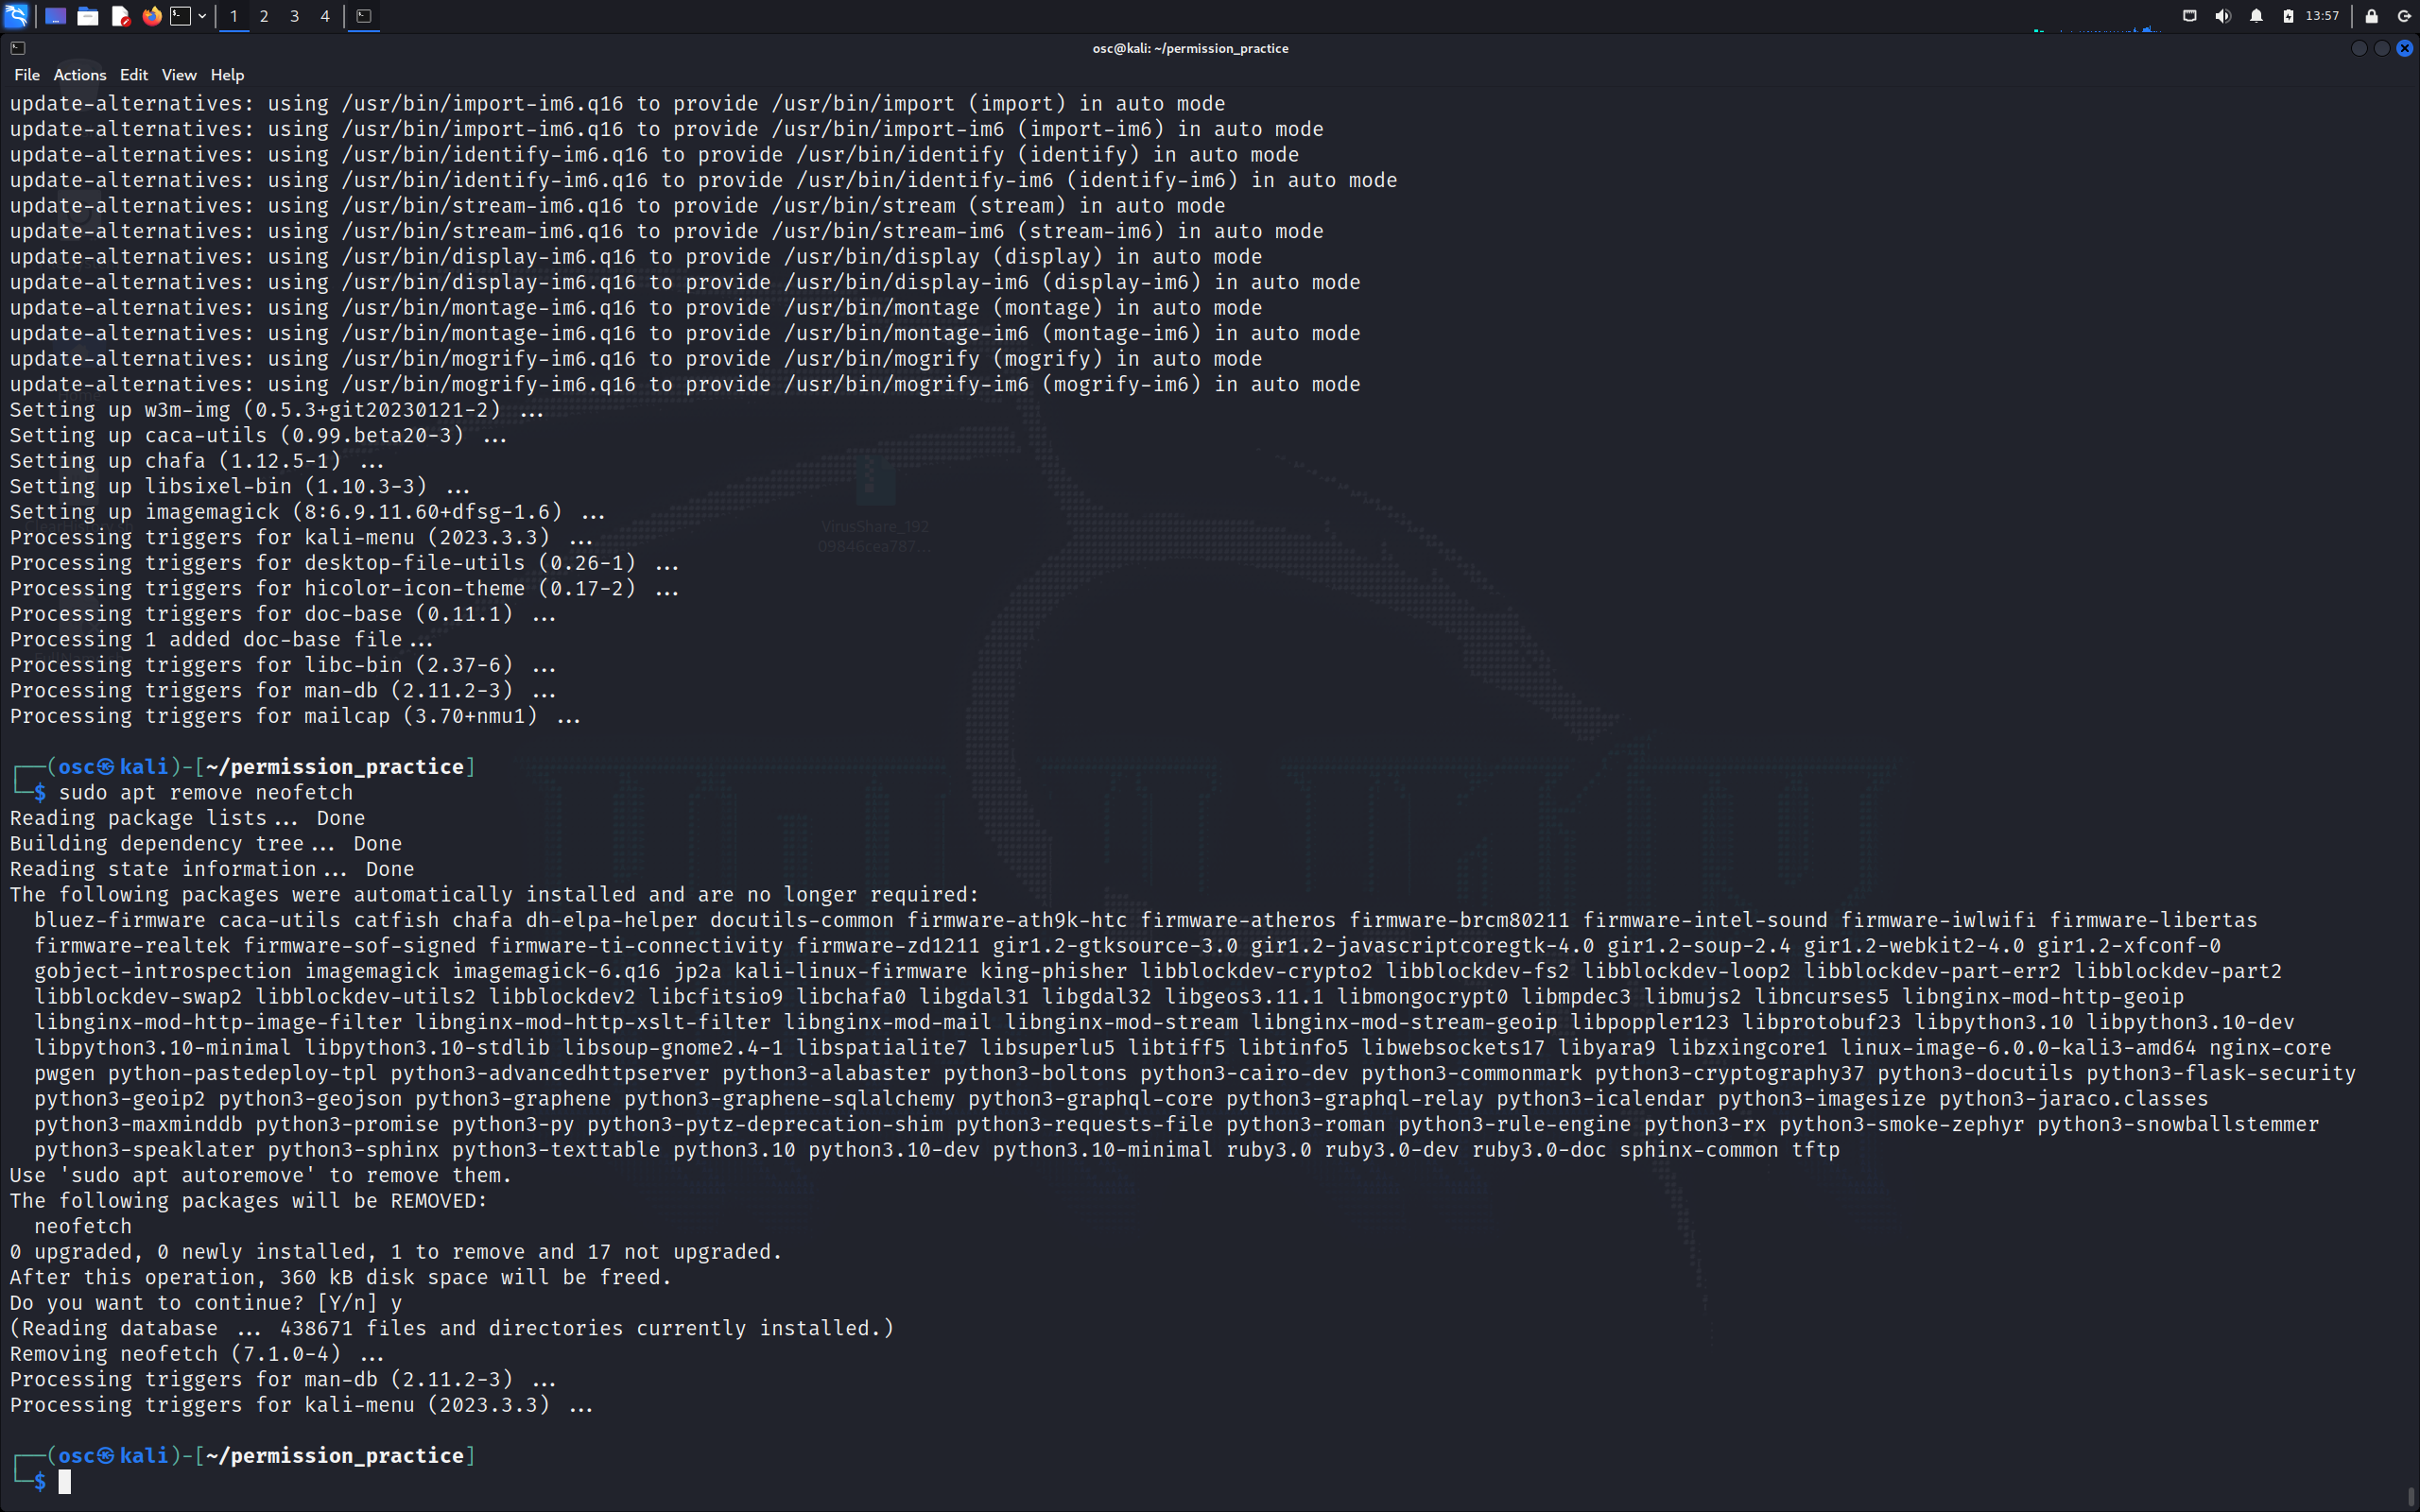 1 2 3 4 13:57
osc@kali: ~/permission_practice
File Actions Edit View Help
update-alternatives: using /usr/bin/import-im6.q16 to provide /usr/bin/import (import) in auto mode
update-alternatives: using /usr/bin/import-im6.q16 to provide /usr/bin/import-im6 (import-im6) in auto mode
update-alternatives: using /usr/bin/identify-im6.q16 to provide /usr/bin/identify (identify) in auto mode
update-alternatives: using /usr/bin/identify-im6.q16 to provide /usr/bin/identify-im6 (identify-im6) in auto mode
update-alternatives: using /usr/bin/stream-im6.q16 to provide /usr/bin/stream (stream) in auto mode
update-alternatives: using /usr/bin/stream-im6.q16 to provide /usr/bin/stream-im6 (stream-im6) in auto mode
update-alternatives: using /usr/bin/display-im6.q16 to provide /usr/bin/display (display) in auto mode
update-alternatives: using /usr/bin/display-im6.q16 to provide /usr/bin/display-im6 (display-im6) in auto mode
update-alternatives: using /usr/bin/montage-im6.q16 to provide /usr/bin/montage (montage) in auto mode
update-alternatives: using /usr/bin/montage-im6.q16 to provide /usr/bin/montage-im6 (montage-im6) in auto mode
update-alternatives: using /usr/bin/mogrify-im6.q16 to provide /usr/bin/mogrify (mogrify) in auto mode
update-alternatives: using /usr/bin/mogrify-im6.q16 to provide /usr/bin/mogrify-im6 (mogrify-im6) in auto mode
Setting up w3m-img (0.5.3+git20230121-2) ...
Setting up caca-utils (0.99.beta20-3) ...
Setting up chafa (1.12.5-1) ...
Setting up libsixel-bin (1.10.3-3) ...
Setting up imagemagick (8:6.9.11.60+dfsg-1.6) ...
VirusShare_192
Processing triggers for kali-menu (2023.3.3) ...
09846cea787...
Processing triggers for desktop-file-utils (0.26-1) ...
Processing triggers for hicolor-icon-theme (0.17-2) ...
Processing triggers for doc-base (0.11.1) ...
Processing 1 added doc-base file...
Processing triggers for libc-bin (2.37-6) ...
Processing triggers for man-db (2.11.2-3) ...
Processing triggers for mailcap (3.70+nmu1) ...
┌──(osc㉿kali)-[~/permission_practice]
└─$ sudo apt remove neofetch
Reading package lists... Done
Building dependency tree... Done
Reading state information... Done
The following packages were automatically installed and are no longer required:
bluez-firmware caca-utils catfish chafa dh-elpa-helper docutils-common firmware-ath9k-htc firmware-atheros firmware-brcm80211 firmware-intel-sound firmware-iwlwifi firmware-libertas
firmware-realtek firmware-sof-signed firmware-ti-connectivity firmware-zd1211 gir1.2-gtksource-3.0 gir1.2-javascriptcoregtk-4.0 gir1.2-soup-2.4 gir1.2-webkit2-4.0 gir1.2-xfconf-0
gobject-introspection imagemagick imagemagick-6.q16 jp2a kali-linux-firmware king-phisher libblockdev-crypto2 libblockdev-fs2 libblockdev-loop2 libblockdev-part-err2 libblockdev-part2
libblockdev-swap2 libblockdev-utils2 libblockdev2 libcfitsio9 libchafa0 libgdal31 libgdal32 libgeos3.11.1 libmongocrypt0 libmpdec3 libmujs2 libncurses5 libnginx-mod-http-geoip
libnginx-mod-http-image-filter libnginx-mod-http-xslt-filter libnginx-mod-mail libnginx-mod-stream libnginx-mod-stream-geoip libpoppler123 libprotobuf23 libpython3.10 libpython3.10-dev
libpython3.10-minimal libpython3.10-stdlib libsoup-gnome2.4-1 libspatialite7 libsuperlu5 libtiff5 libtinfo5 libwebsockets17 libyara9 libzxingcore1 linux-image-6.0.0-kali3-amd64 nginx-core
pwgen python-pastedeploy-tpl python3-advancedhttpserver python3-alabaster python3-boltons python3-cairo-dev python3-commonmark python3-cryptography37 python3-docutils python3-flask-security
python3-geoip2 python3-geojson python3-graphene python3-graphene-sqlalchemy python3-graphql-core python3-graphql-relay python3-icalendar python3-imagesize python3-jaraco.classes
python3-maxminddb python3-promise python3-py python3-pytz-deprecation-shim python3-requests-file python3-roman python3-rule-engine python3-rx python3-smoke-zephyr python3-snowballstemmer
python3-speaklater python3-sphinx python3-texttable python3.10 python3.10-dev python3.10-minimal ruby3.0 ruby3.0-dev ruby3.0-doc sphinx-common tftp
Use 'sudo apt autoremove' to remove them.
The following packages will be REMOVED:
neofetch
0 upgraded, 0 newly installed, 1 to remove and 17 not upgraded.
After this operation, 360 kB disk space will be freed.
Do you want to continue? [Y/n] y
(Reading database ... 438671 files and directories currently installed.)
Removing neofetch (7.1.0-4) ...
Processing triggers for man-db (2.11.2-3) ...
Processing triggers for kali-menu (2023.3.3) ...
┌──(osc㉿kali)-[~/permission_practice]
└─$